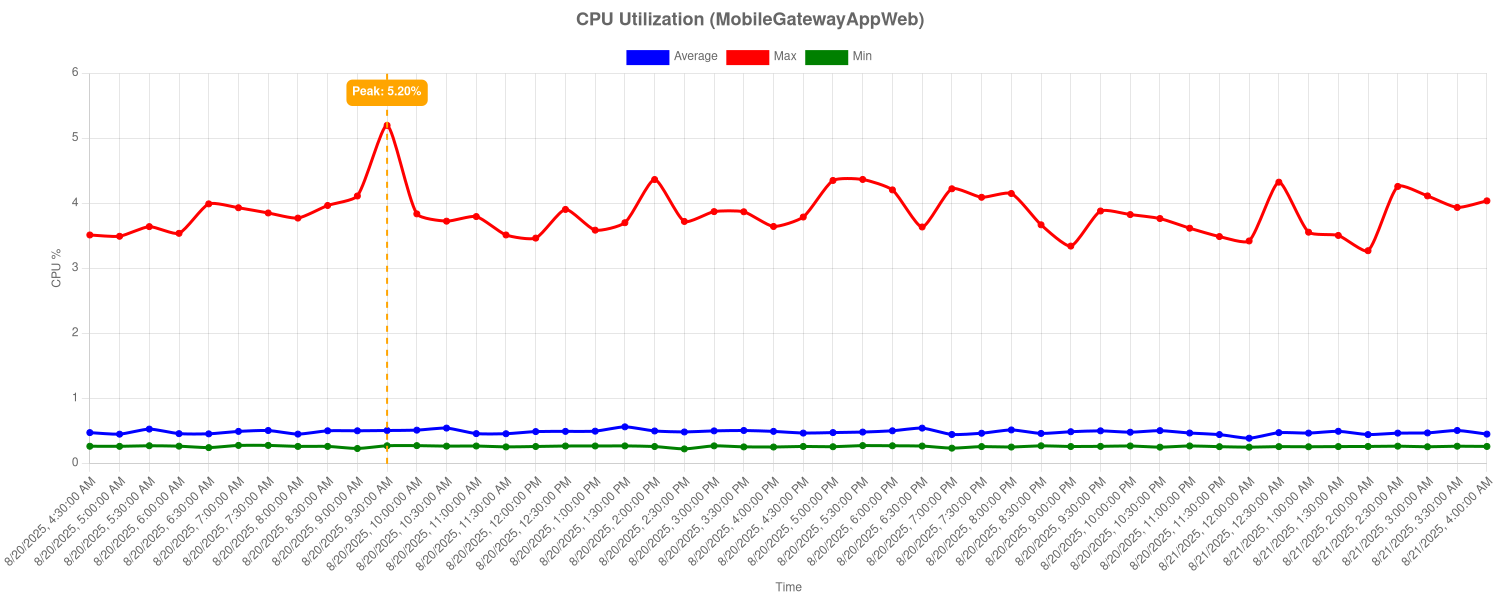 CPU Utilization (MobileGatewayAppWeb)
Average Max Min
Peak: 5.20%
6
5
4
3
2
1
0
CPU %
8/20/2025, 4:30:00 AM
8/20/2025, 5:00:00 AM
8/20/2025, 5:30:00 AM
8/20/2025, 6:00:00 AM
8/20/2025, 6:30:00 AM
8/20/2025, 7:00:00 AM
8/20/2025, 7:30:00 AM
8/20/2025, 8:00:00 AM
8/20/2025, 8:30:00 AM
8/20/2025, 9:00:00 AM
8/20/2025, 9:30:00 AM
8/20/2025, 10:00:00 AM
8/20/2025, 10:30:00 AM
8/20/2025, 11:00:00 AM
8/20/2025, 11:30:00 AM
8/20/2025, 12:00:00 PM
8/20/2025, 12:30:00 PM
8/20/2025, 1:00:00 PM
8/20/2025, 1:30:00 PM
8/20/2025, 2:00:00 PM
8/20/2025, 2:30:00 PM
8/20/2025, 3:00:00 PM
8/20/2025, 3:30:00 PM
8/20/2025, 4:00:00 PM
8/20/2025, 4:30:00 PM
8/20/2025, 5:00:00 PM
8/20/2025, 5:30:00 PM
8/20/2025, 6:00:00 PM
8/20/2025, 6:30:00 PM
8/20/2025, 7:00:00 PM
8/20/2025, 7:30:00 PM
8/20/2025, 8:00:00 PM
8/20/2025, 8:30:00 PM
8/20/2025, 9:00:00 PM
8/20/2025, 9:30:00 PM
8/20/2025, 10:00:00 PM
8/20/2025, 10:30:00 PM
8/20/2025, 11:00:00 PM
8/20/2025, 11:30:00 PM
8/21/2025, 12:00:00 AM
8/21/2025, 12:30:00 AM
8/21/2025, 1:00:00 AM
8/21/2025, 1:30:00 AM
8/21/2025, 2:00:00 AM
8/21/2025, 2:30:00 AM
8/21/2025, 3:00:00 AM
8/21/2025, 3:30:00 AM
8/21/2025, 4:00:00 AM
Time